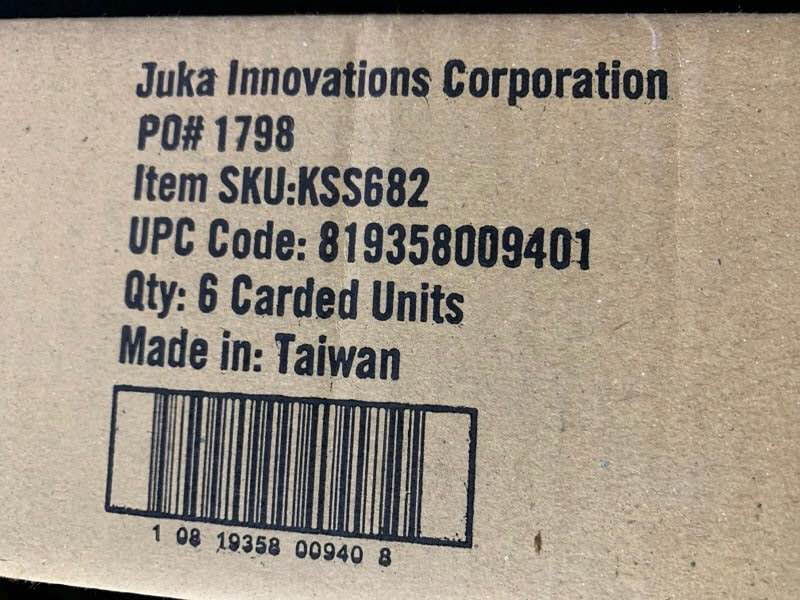 Juka Innovations Corporation
PO# 1798
Item SKU:KSS682
UPC Code: 819358009401
Qty: 6 Carded Units
Made in: Taiwan
1 08 19358 00940 8